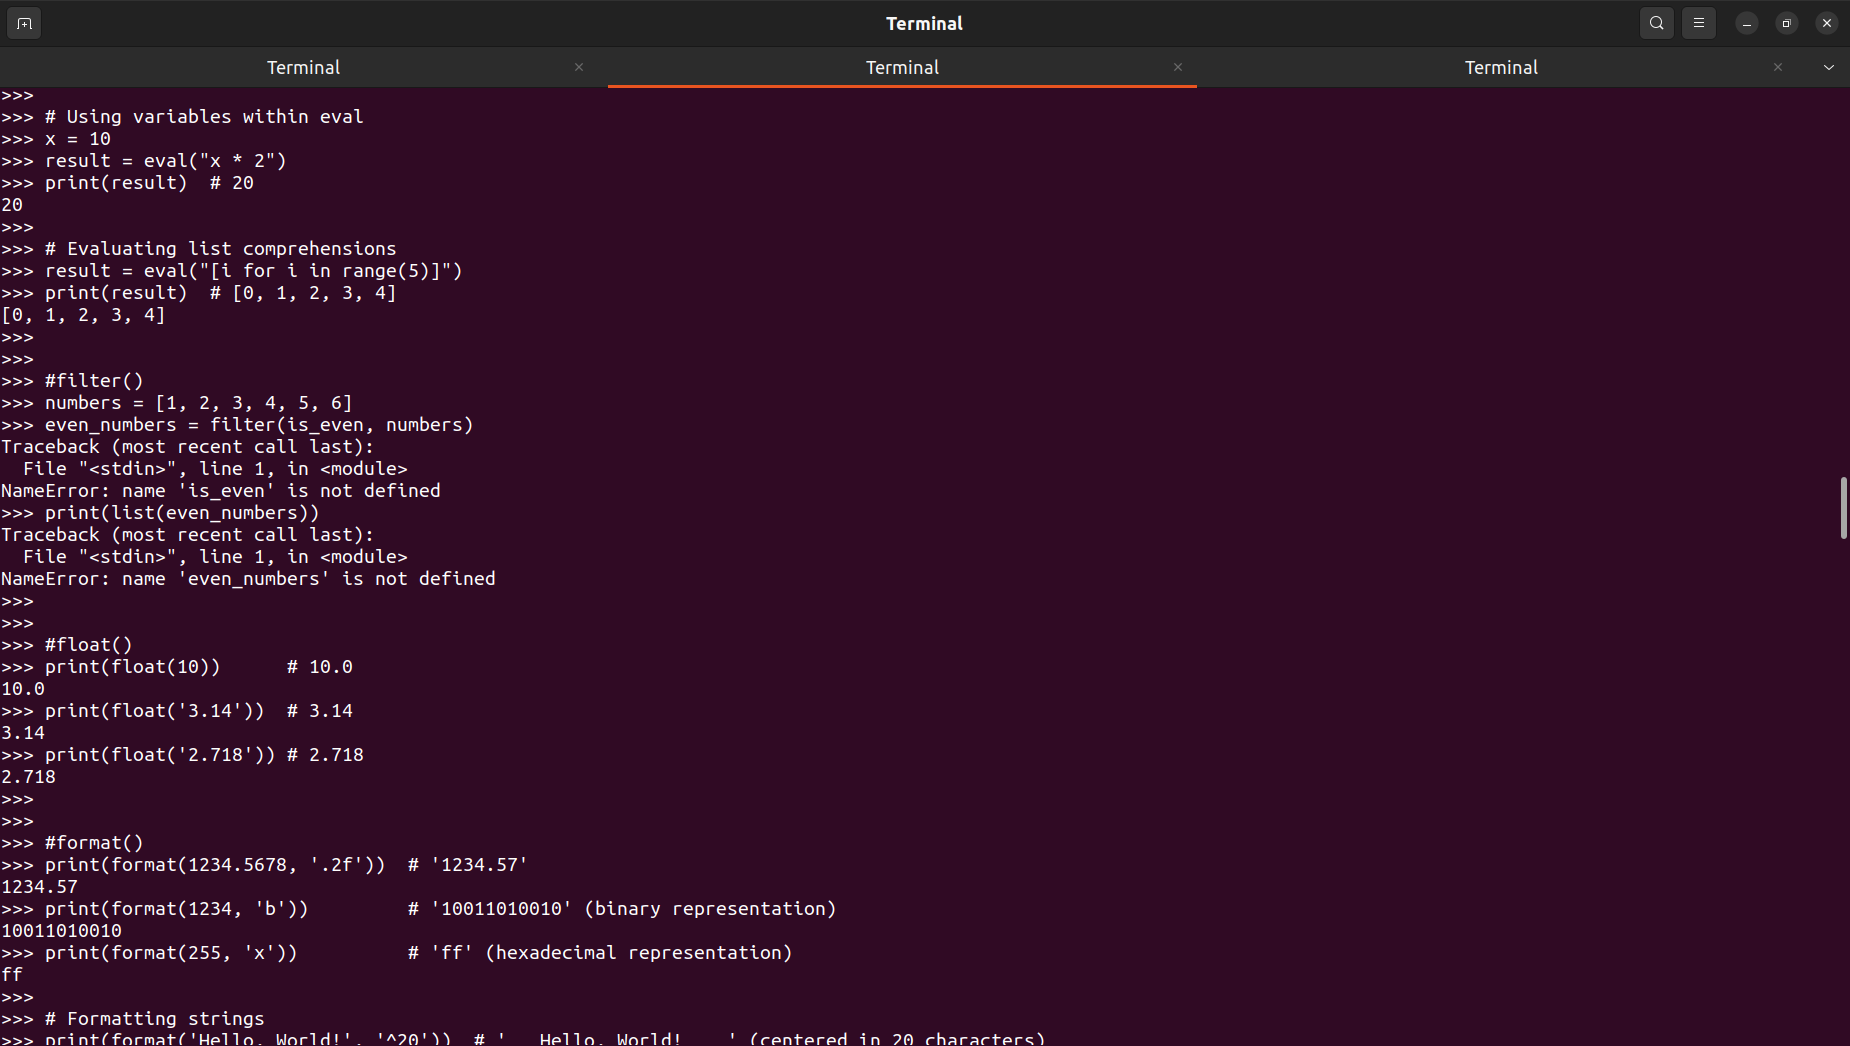 Terminal
Terminal × Terminal × Terminal ×
>>>
>>> # Using variables within eval
>>> x = 10
>>> result = eval("x * 2")
>>> print(result)  # 20
20
>>>
>>> # Evaluating list comprehensions
>>> result = eval("[i for i in range(5)]")
>>> print(result)  # [0, 1, 2, 3, 4]
[0, 1, 2, 3, 4]
>>>
>>>
>>> #filter()
>>> numbers = [1, 2, 3, 4, 5, 6]
>>> even_numbers = filter(is_even, numbers)
Traceback (most recent call last):
  File "<stdin>", line 1, in <module>
NameError: name 'is_even' is not defined
>>> print(list(even_numbers))
Traceback (most recent call last):
  File "<stdin>", line 1, in <module>
NameError: name 'even_numbers' is not defined
>>>
>>>
>>> #float()
>>> print(float(10))      # 10.0
10.0
>>> print(float('3.14'))  # 3.14
3.14
>>> print(float('2.718')) # 2.718
2.718
>>>
>>>
>>> #format()
>>> print(format(1234.5678, '.2f'))  # '1234.57'
1234.57
>>> print(format(1234, 'b'))         # '10011010010' (binary representation)
10011010010
>>> print(format(255, 'x'))          # 'ff' (hexadecimal representation)
ff
>>>
>>> # Formatting strings
>>> print(format('Hello, World!', '^20'))  # '   Hello, World!    ' (centered in 20 characters)